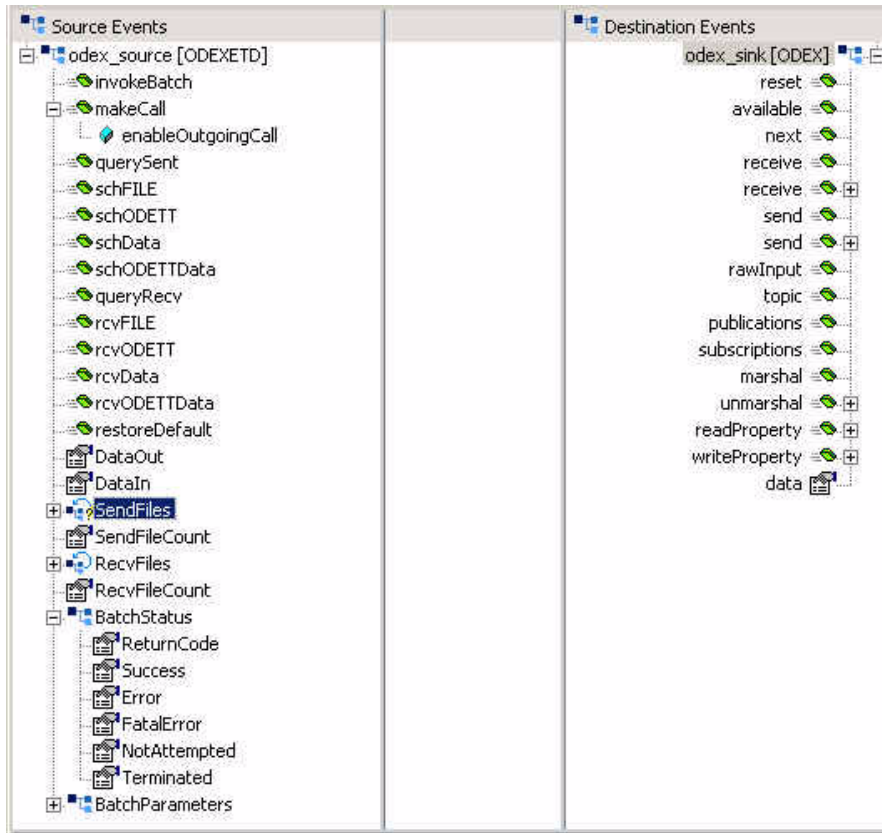 Source Events
odex_source [ODEXETD]
invokeBatch
makeCall
enableOutgoingCall
querySent
schFILE
schODETT
schData
schODETTData
queryRecv
rcvFILE
rcvODETT
rcvData
rcvODETTData
restoreDefault
DataOut
DataIn
SendFiles
SendFileCount
RecvFiles
RecvFileCount
BatchStatus
ReturnCode
Success
Error
FatalError
NotAttempted
Terminated
BatchParameters
Destination Events
odex_sink [ODEX]
reset
available
next
receive
receive
send
send
rawInput
topic
publications
subscriptions
marshal
unmarshal
readProperty
writeProperty
data